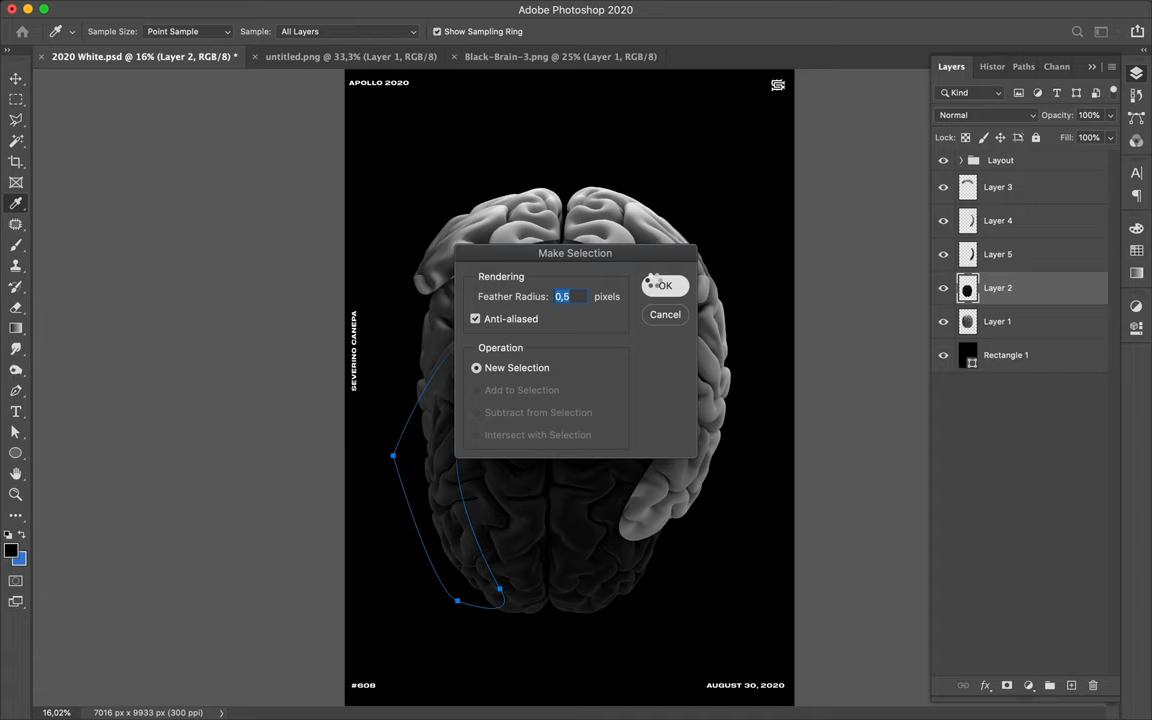 Adobe Photoshop 2020
Sample Size: Point Sample Sample: All Layers Show Sampling Ring
2020 White.psd @ 16% (Layer 2, RGB/8) * untitled.png @ 33,3% (Layer 1, RGB/8) Black-Brain-3.png @ 25% (Layer 1, RGB/8)
Layers Histor Paths Chann
Kind
Normal Opacity: 100%
Lock: Fill: 100%
Layout
Layer 3
Layer 4
Layer 5
Layer 2
Layer 1
Rectangle 1
APOLLO 2020
SEVERINO CANEPA
Make Selection
Rendering
Feather Radius: 0,5 pixels
Anti-aliased
OK
Cancel
Operation
New Selection
Add to Selection
Subtract from Selection
Intersect with Selection
#608
AUGUST 30, 2020
16,02% 7016 px x 9933 px (300 ppi)